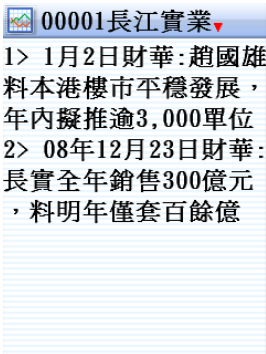 00001長江實業
1> 1月2日財華:趙國雄
料本港樓市平穩發展，
年內擬推逾3,000單位
2> 08年12月23日財華:
長實全年銷售300億元
，料明年僅套百餘億